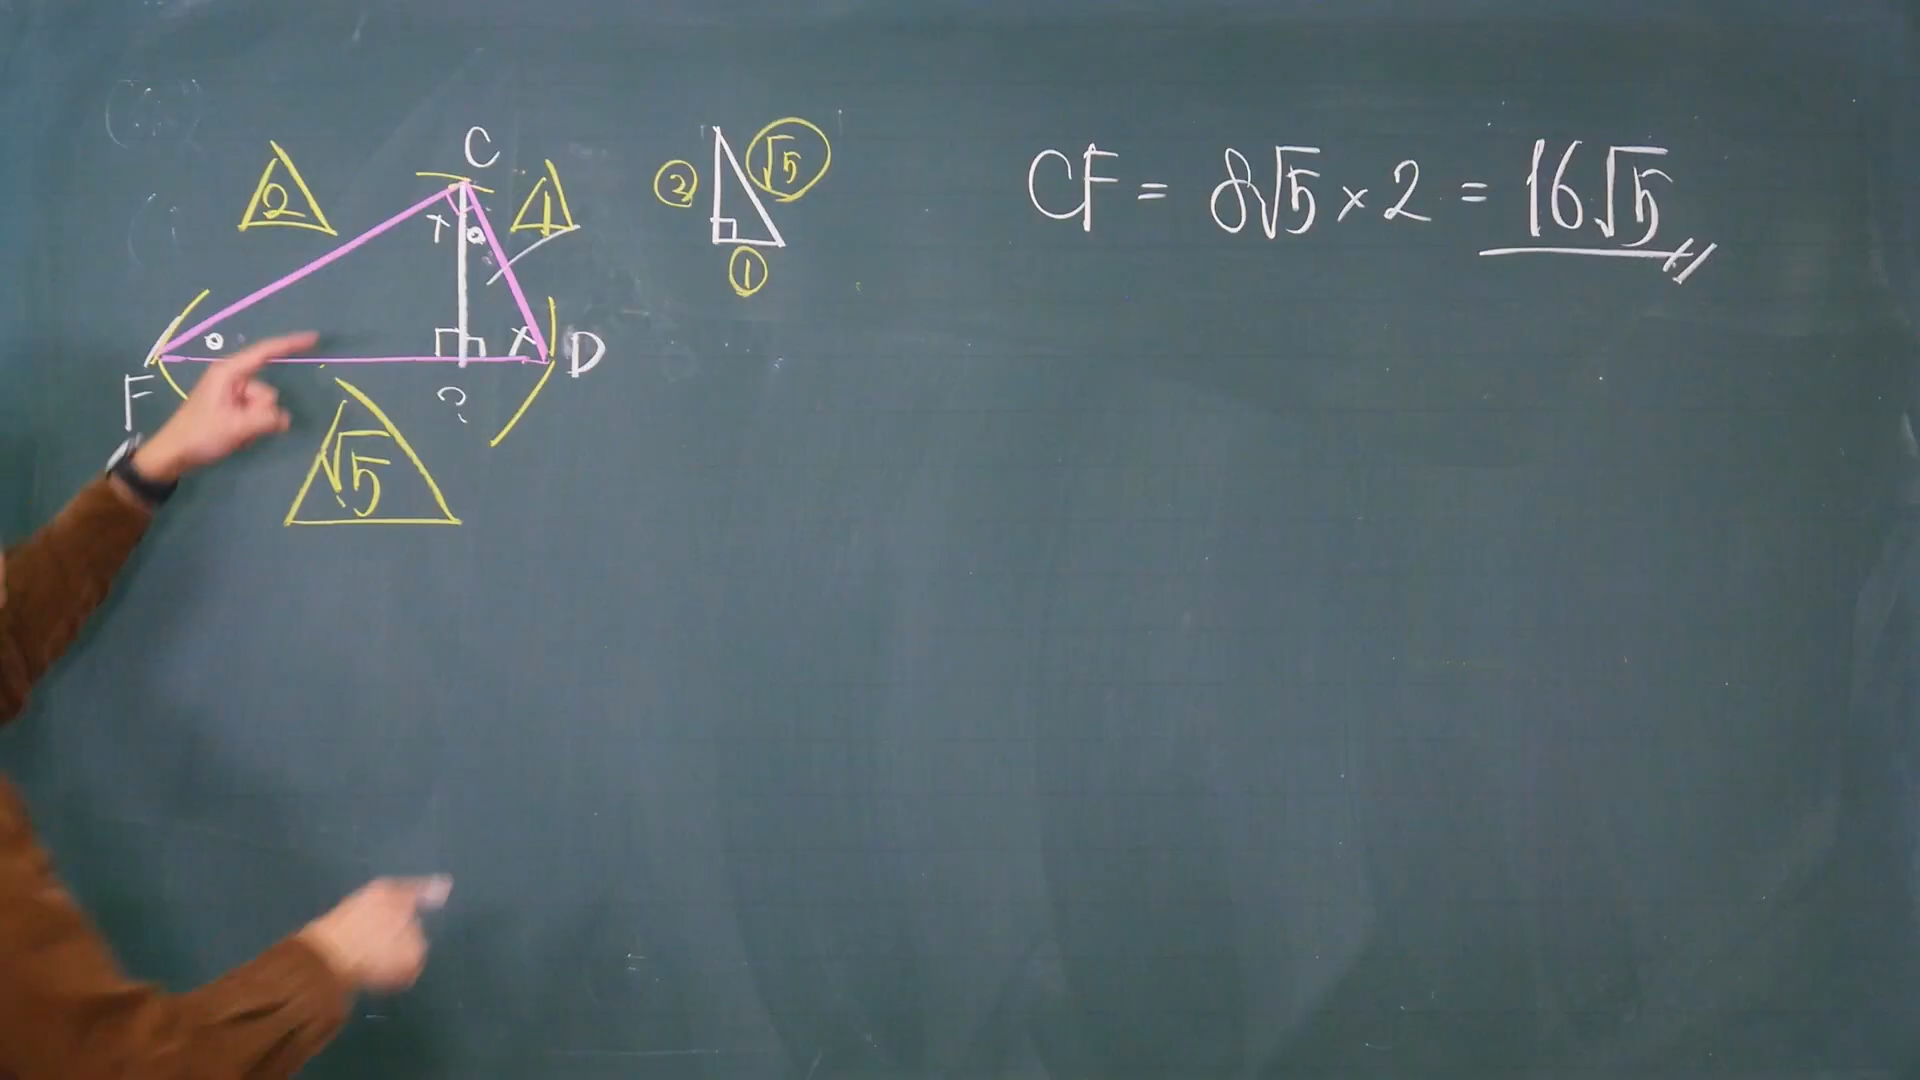 C
2
1
×
○
○
×
F
D
?
√5
②
√5
①
CF = 8√5 × 2 = 16√5